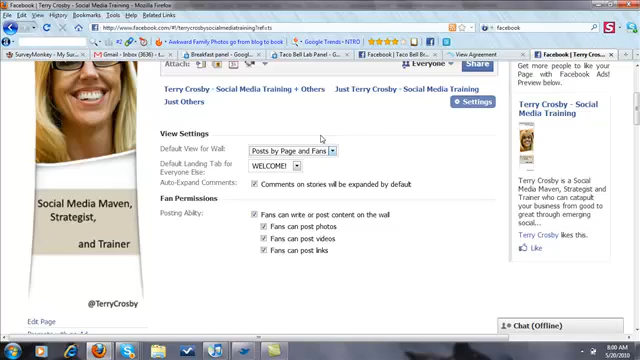 Facebook | Terry Crosby - Social Media Training - Mozilla Firefox
File Edit View History Bookmarks Tools Help Related Links
http://www.facebook.com/#!/terrycrosbysocialmediatraining?ref=ts
facebook
Awkward Family Photos go from blog to book
Google Trends
NTRO
SurveyMonkey - My Sur...
Gmail - Inbox
Breakfast panel -
Taco Bell Lab Panel -
Facebook | Taco Br...
View Agreement
Facebook | Terry Cros...
Attach:
Everyone
Share
Terry Crosby - Social Media Training + Others
Just Terry Crosby - Social Media Training
Just Others
Settings
View Settings
Default View for Wall:
Posts by Page and Fans
Default Landing Tab for Everyone Else:
WELCOME!
Auto-Expand Comments:
Comments on stories will be expanded by default
Fan Permissions
Posting Ability:
Fans can write or post content on the wall
Fans can post photos
Fans can post videos
Fans can post links
Social Media Maven,
Strategist,
and Trainer
@TerryCrosby
Edit Page
Get more people to like your
Page with Facebook Ads!
Preview below.
Terry Crosby - Social
Media Training
Terry Crosby is a Social
Media Maven, Strategist
and Trainer who can
catapult your business
from good to great through
emerging social...
Terry Crosby likes this.
Like
Chat (Offline)
8:00 AM
5/20/2010